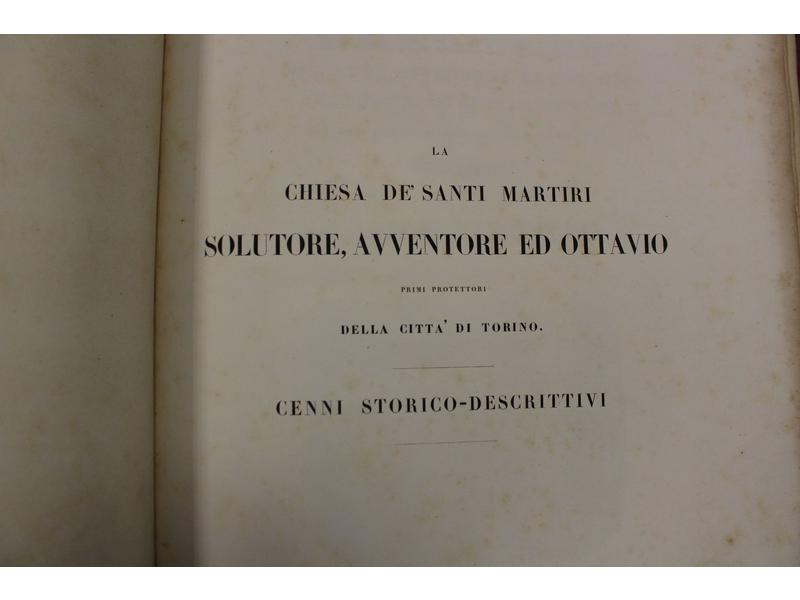 LA
CHIESA DE' SANTI MARTIRI
SOLUTORE, AVVENTORE ED OTTAVIO
PRIMI PROTETTORI
DELLA CITTA' DI TORINO.
CENNI STORICO-DESCRITTIVI